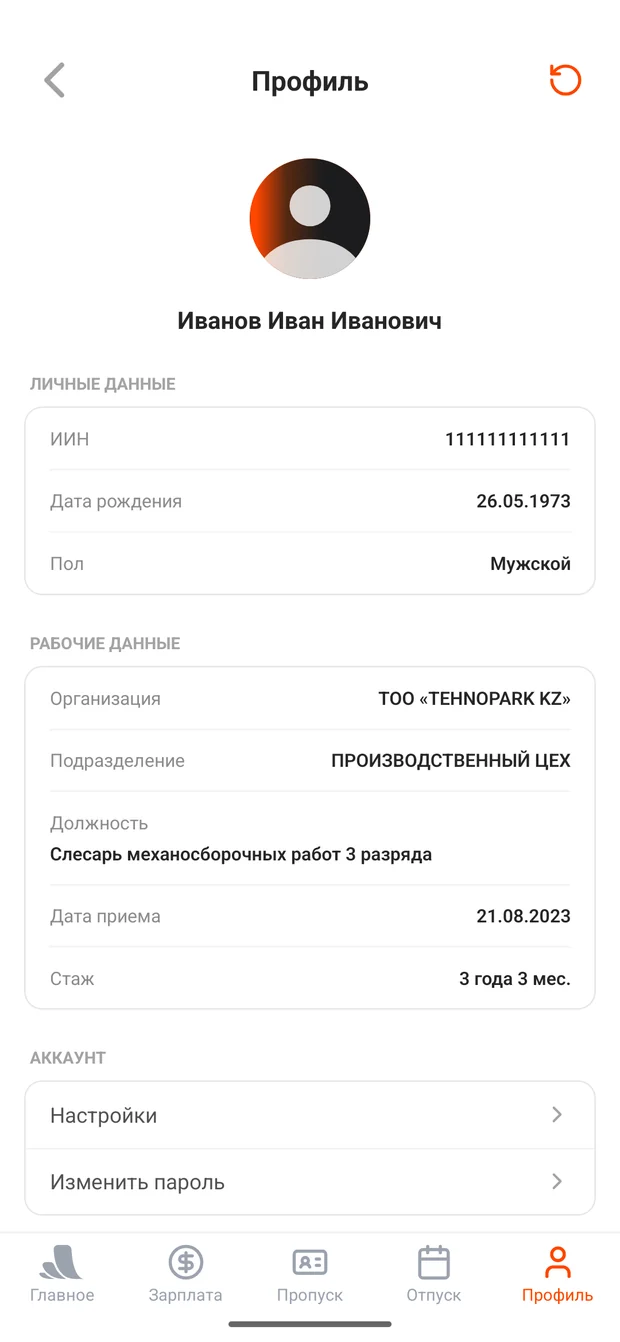 Профиль
Иванов Иван Иванович
ЛИЧНЫЕ ДАННЫЕ
ИИН 111111111111
Дата рождения 26.05.1973
Пол Мужской
РАБОЧИЕ ДАННЫЕ
Организация ТОО «TEHNOPARK KZ»
Подразделение ПРОИЗВОДСТВЕННЫЙ ЦЕХ
Должность
Слесарь механосборочных работ 3 разряда
Дата приема 21.08.2023
Стаж 3 года 3 мес.
АККАУНТ
Настройки
Изменить пароль
Главное Зарплата Пропуск Отпуск Профиль